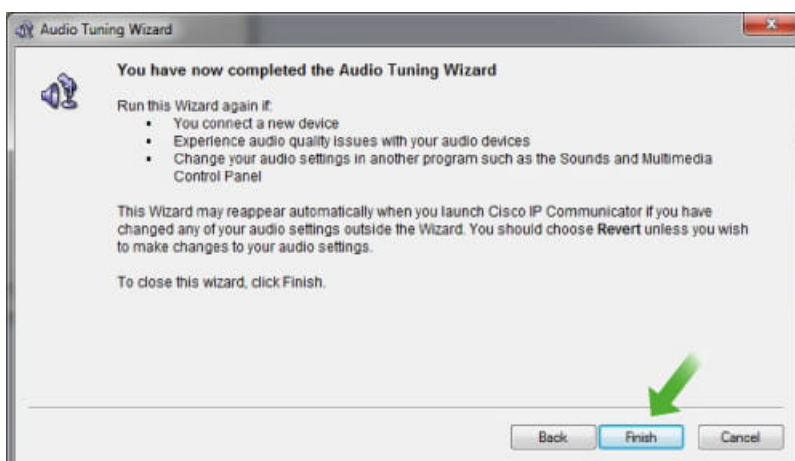 Audio Tuning Wizard
You have now completed the Audio Tuning Wizard
Run this Wizard again if:
• You connect a new device
• Experience audio quality issues with your audio devices
• Change your audio settings in another program such as the Sounds and Multimedia
Control Panel
This Wizard may reappear automatically when you launch Cisco IP Communicator if you have
changed any of your audio settings outside the Wizard. You should choose Revert unless you wish
to make changes to your audio settings.
To close this wizard, click Finish.
Back Finish Cancel